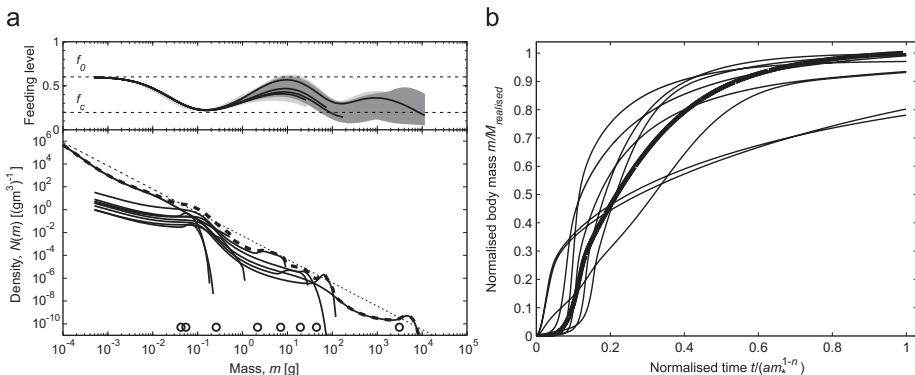 a
b
Feeding level
1
0.5
0
f₀
f_c
Density, N(m) [(gm³)⁻¹]
10⁶
10⁴
10²
10⁰
10⁻²
10⁻⁴
10⁻⁶
10⁻⁸
10⁻¹⁰
10⁻⁴ 10⁻³ 10⁻² 10⁻¹ 10⁰ 10¹ 10² 10³ 10⁴ 10⁵
Mass, m [g]
Normalised body mass m/M_realised
1
0.9
0.8
0.7
0.6
0.5
0.4
0.3
0.2
0.1
0
0 0.2 0.4 0.6 0.8 1
Normalised time t/(am_*^{1-n})